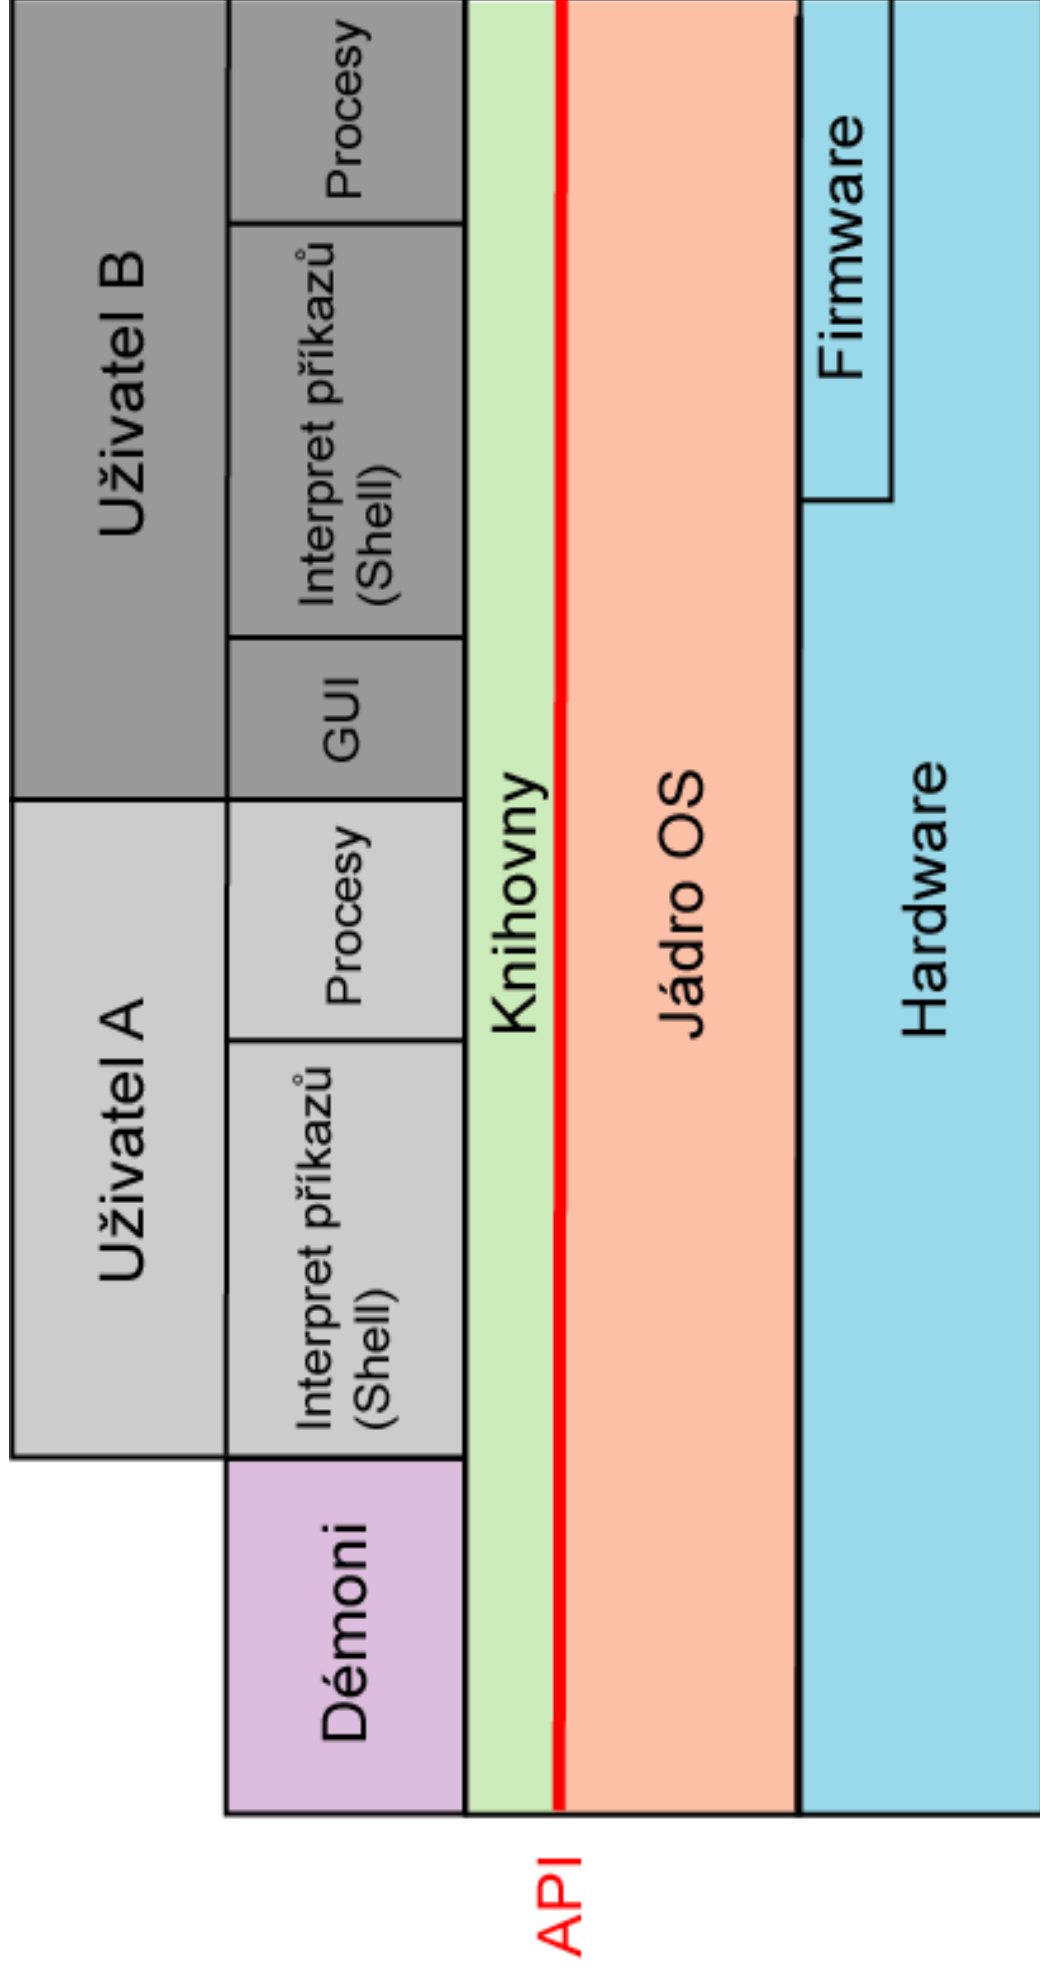 Uživatel A
Uživatel B
Démoni
Interpret příkazů
(Shell)
Procesy
GUI
Interpret příkazů
(Shell)
Procesy
Knihovny
API
Jádro OS
Firmware
Hardware